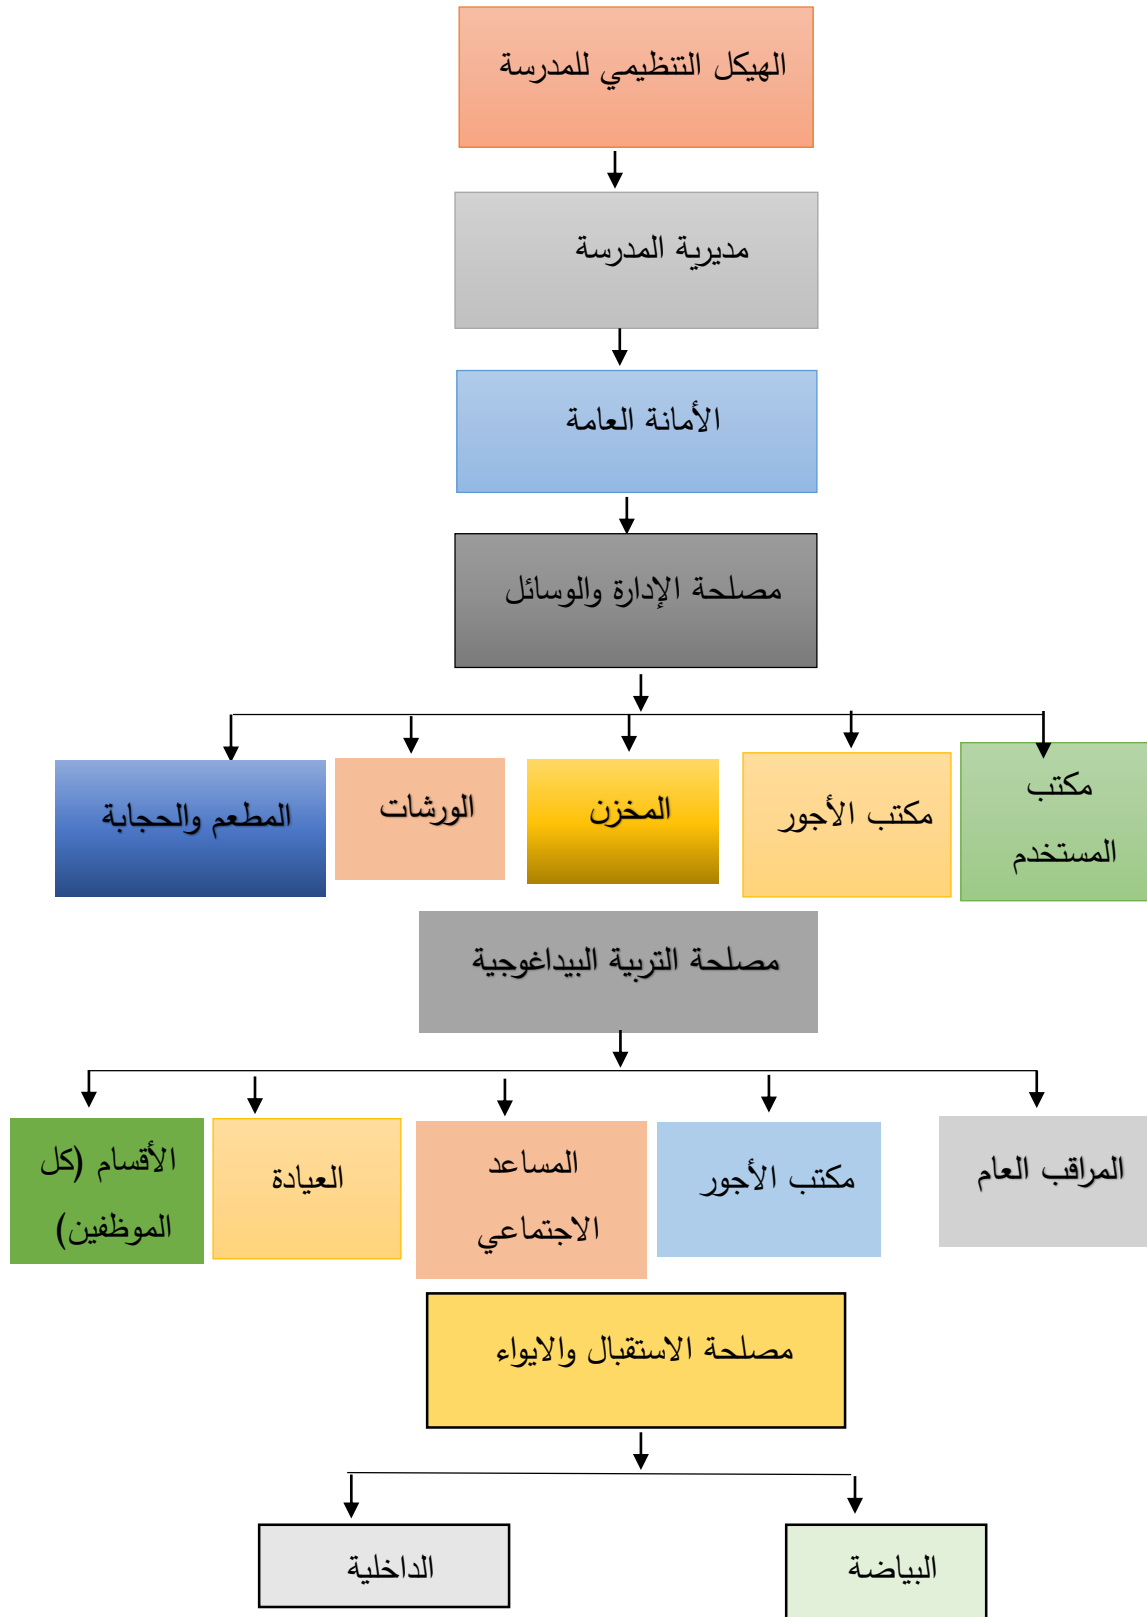 الهيكل التنظيمي للمدرسة
مديرية المدرسة
الأمانة العامة
مصلحة الإدارة والوسائل
مكتب
المستخدم
مكتب الأجور
المخزن
الورشات
المطعم والحجابة
مصلحة التربية البيداغوجية
المراقب العام
مكتب الأجور
المساعد
الاجتماعي
العيادة
الأقسام (كل
الموظفين)
مصلحة الاستقبال والايواء
البياضة
الداخلية